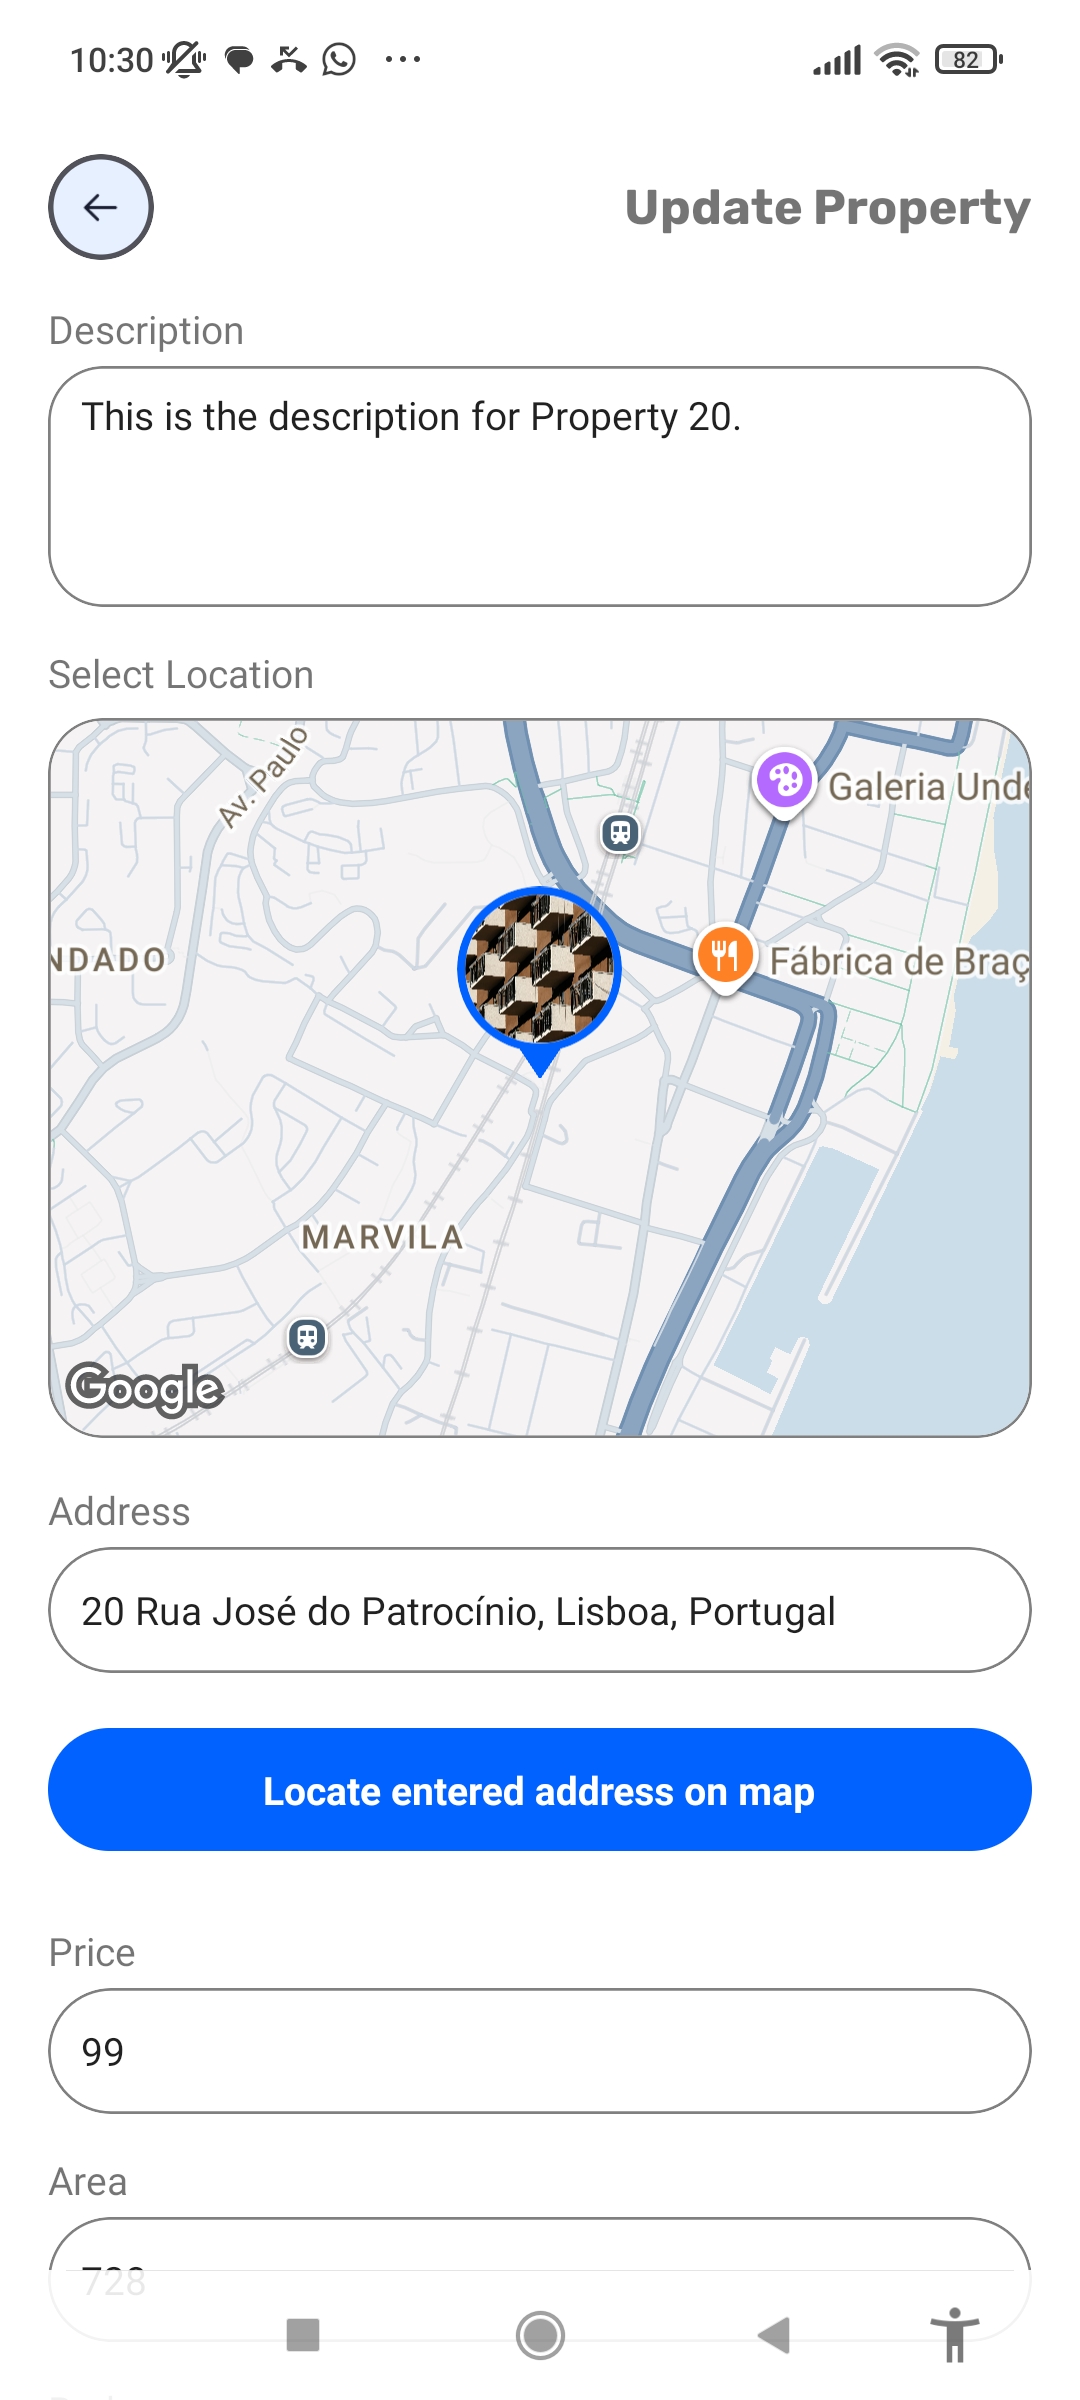 10:30
82
Update Property
Description
This is the description for Property 20.
Select Location
Av. Paulo
Galeria Unde
NDADO
Fábrica de Braç
MARVILA
Google
Address
20 Rua José do Patrocínio, Lisboa, Portugal
Locate entered address on map
Price
99
Area
728